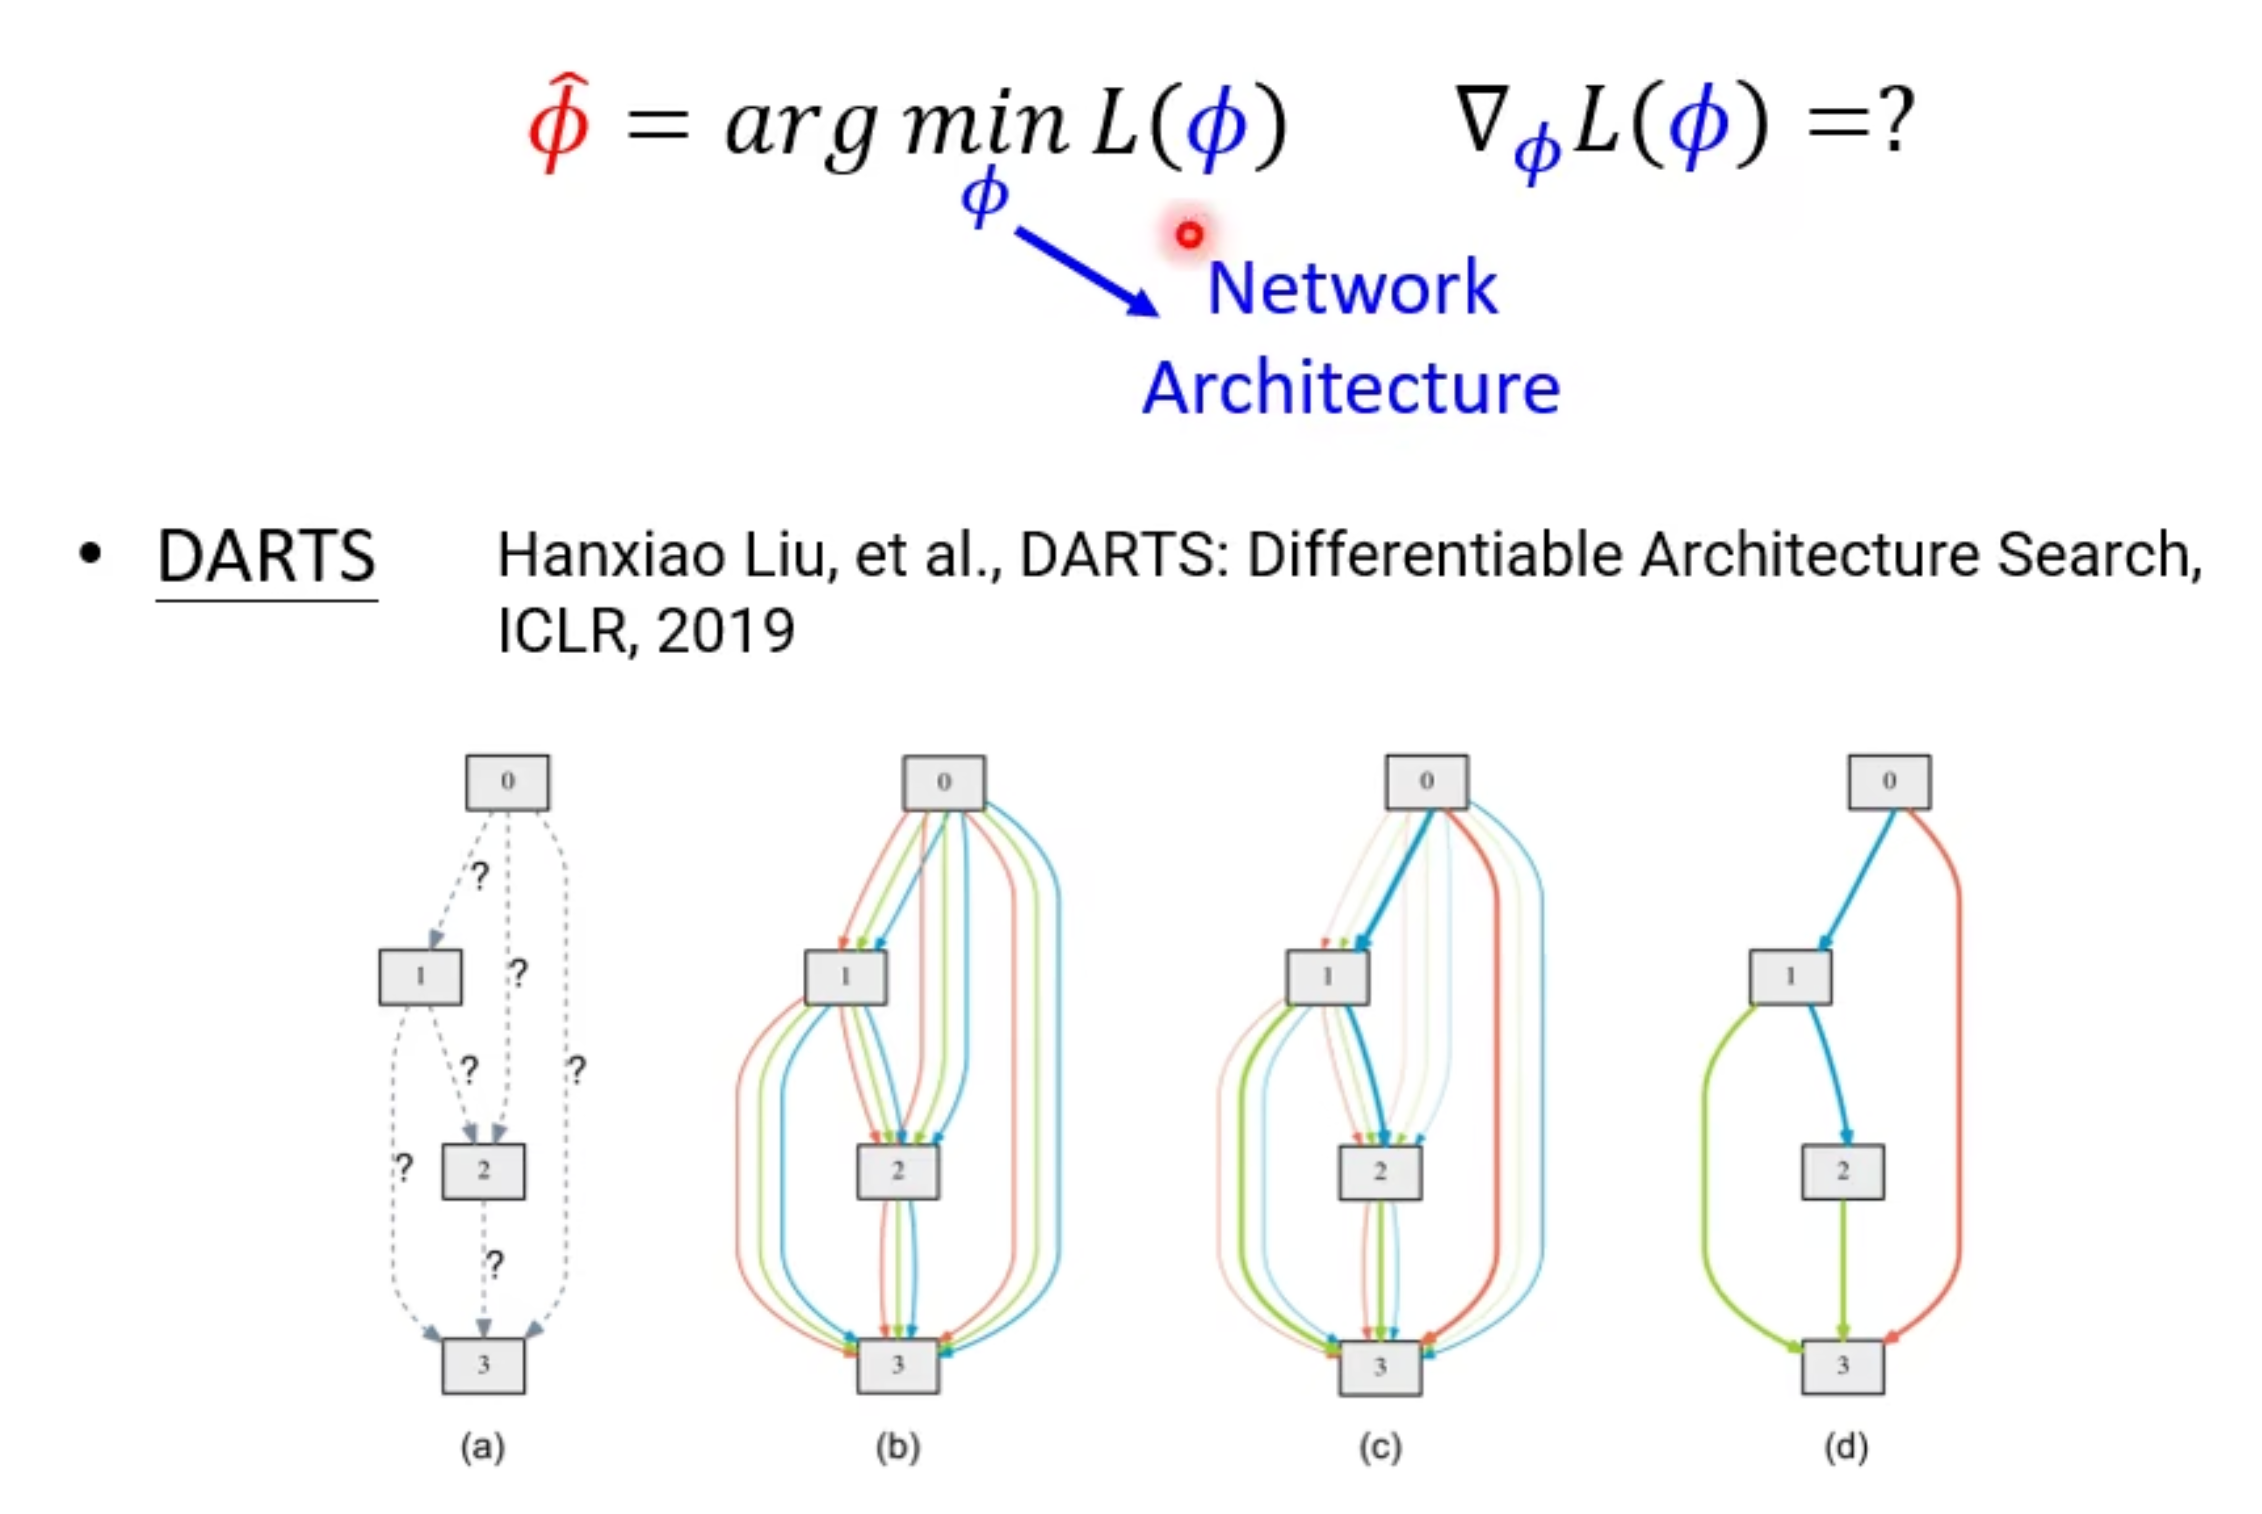 $\hat{\phi} = arg \min_{\phi} L(\phi)$ $\nabla_{\phi} L(\phi) =?$
Network
Architecture
• DARTS Hanxiao Liu, et al., DARTS: Differentiable Architecture Search,
ICLR, 2019
0 0 0 0
? 
1 ? 1 1 1
? ?
? 2 2 2 2
?
3 3 3 3
(a) (b) (c) (d)